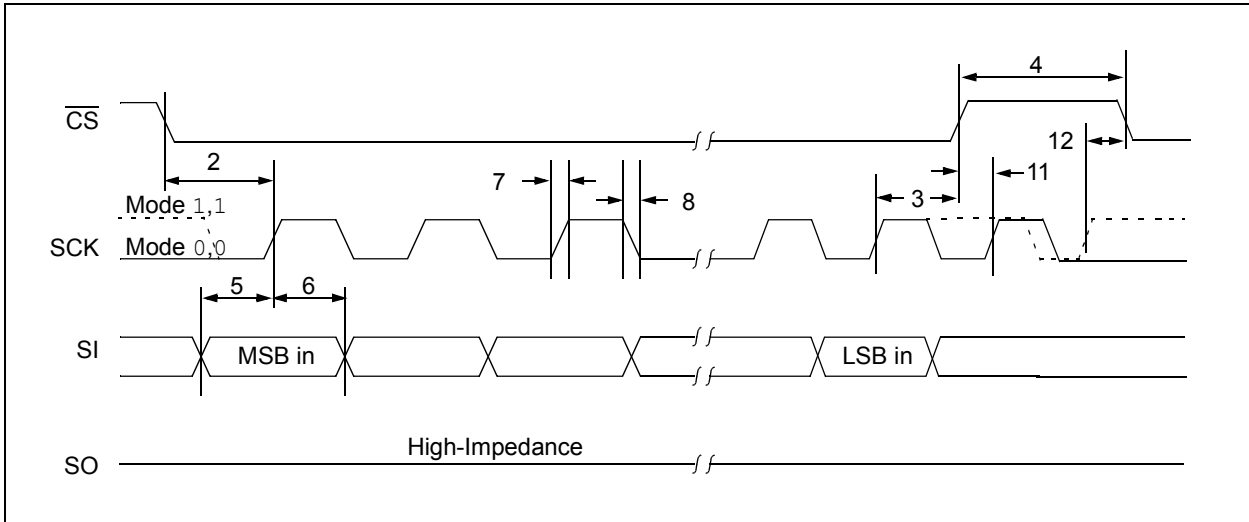 4
C̅S̅
12
2
7
8
11
3
Mode 1,1
SCK
Mode 0,0
5
6
SI
MSB in
LSB in
High-Impedance
SO